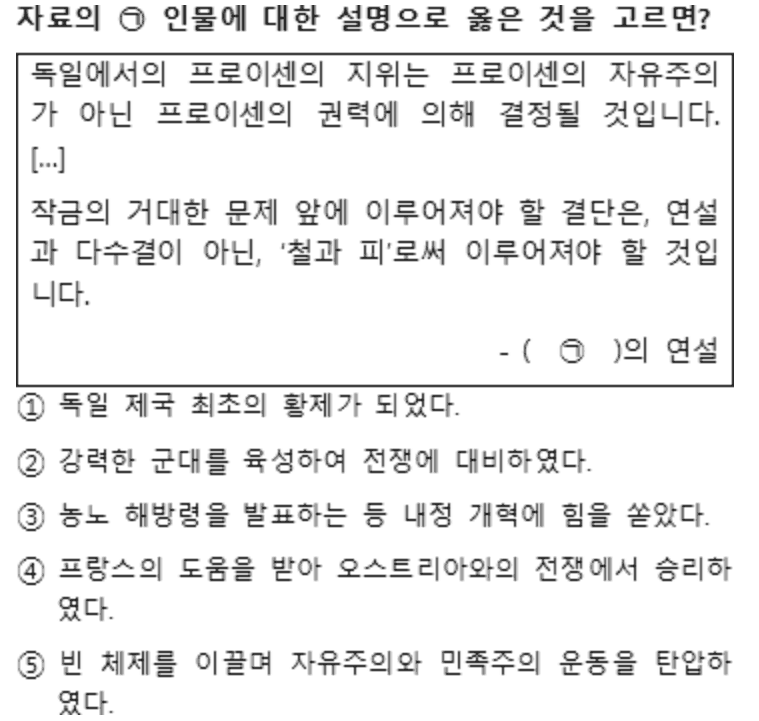 자료의 ㉠ 인물에 대한 설명으로 옳은 것을 고르면?
독일에서의 프로이센의 지위는 프로이센의 자유주의
가 아닌 프로이센의 권력에 의해 결정될 것입니다.
[...]
작금의 거대한 문제 앞에 이루어져야 할 결단은, 연설
과 다수결이 아닌, '철과 피'로써 이루어져야 할 것입
니다.
- ( ㉠ )의 연설
① 독일 제국 최초의 황제가 되었다.
② 강력한 군대를 육성하여 전쟁에 대비하였다.
③ 농노 해방령을 발표하는 등 내정 개혁에 힘을 쏟았다.
④ 프랑스의 도움을 받아 오스트리아와의 전쟁에서 승리하
였다.
⑤ 빈 체제를 이끌며 자유주의와 민족주의 운동을 탄압하
였다.